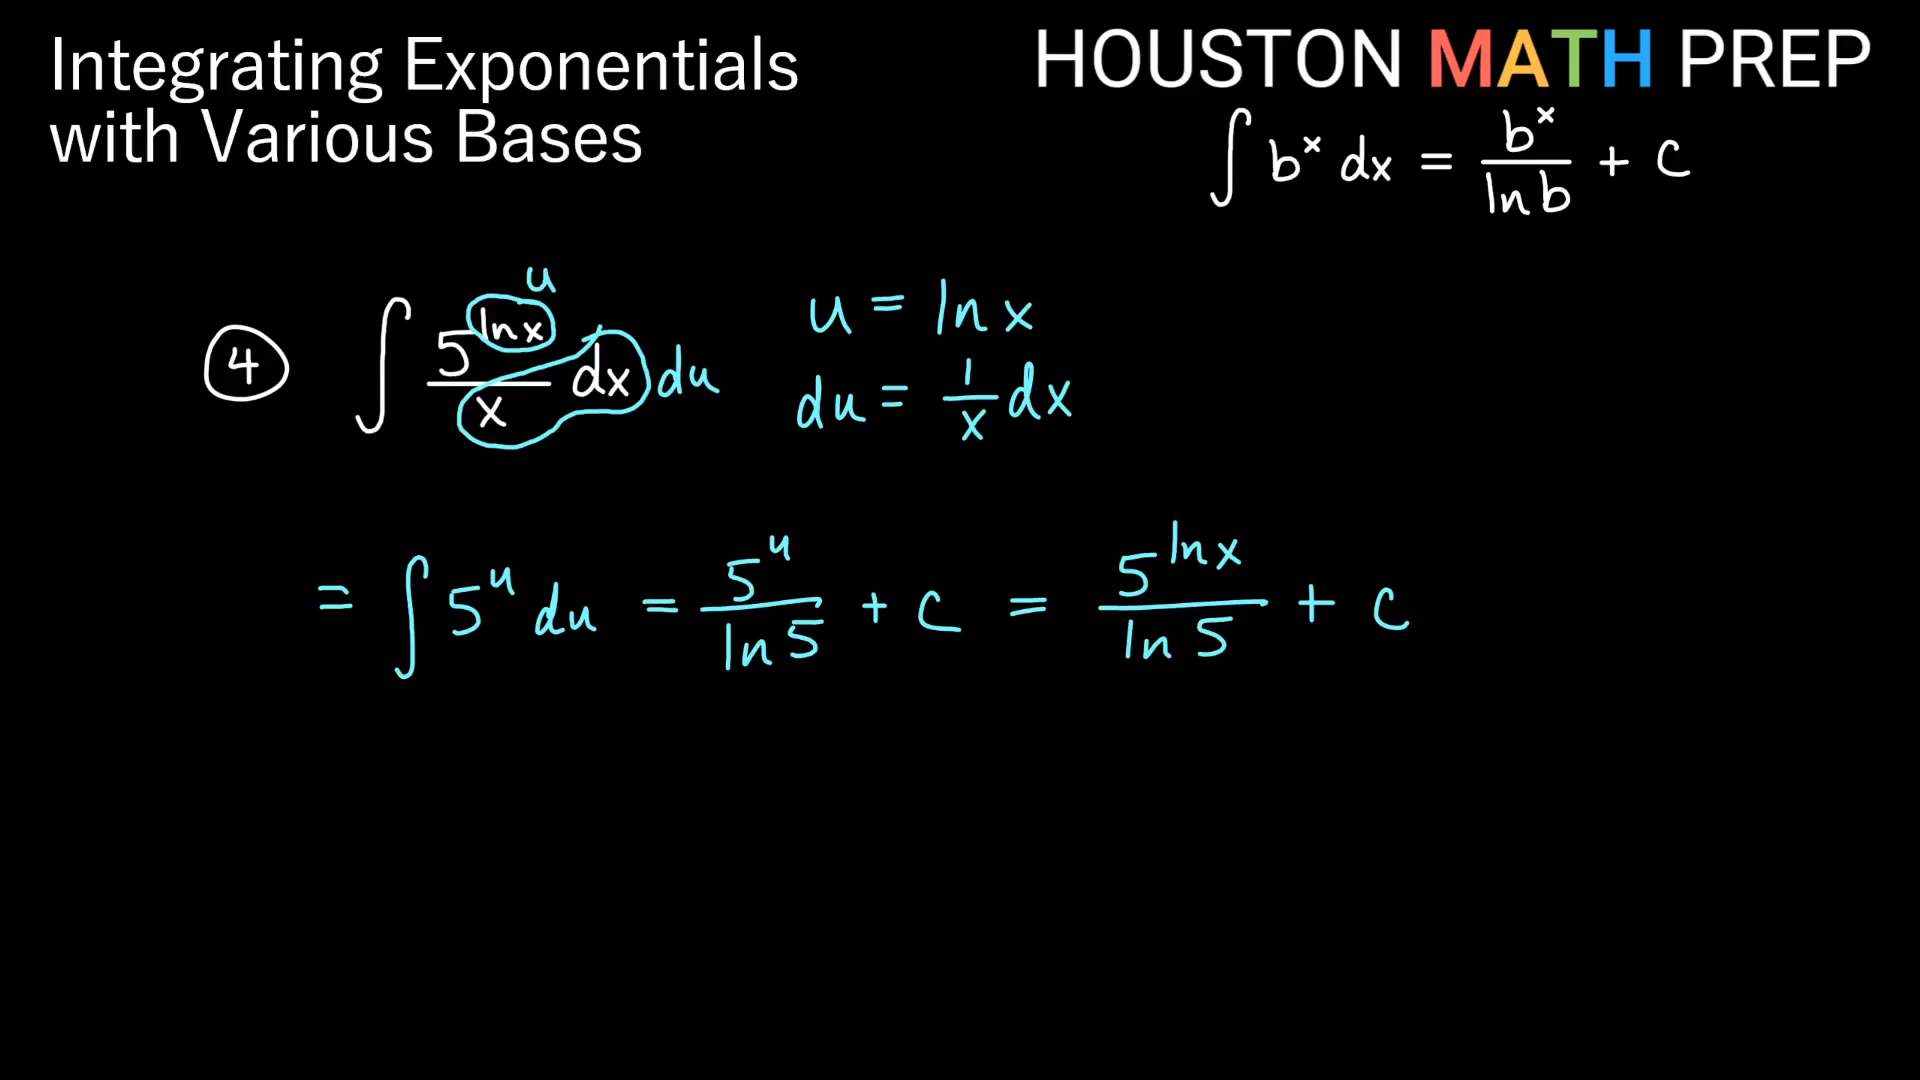 Integrating Exponentials
with Various Bases
HOUSTON MATH PREP
∫ b^x dx = b^x / ln b + c
④ ∫ 5^(ln x) / x dx
u
du
u = ln x
du = 1/x dx
= ∫ 5^u du = 5^u / ln 5 + c = 5^(ln x) / ln 5 + c